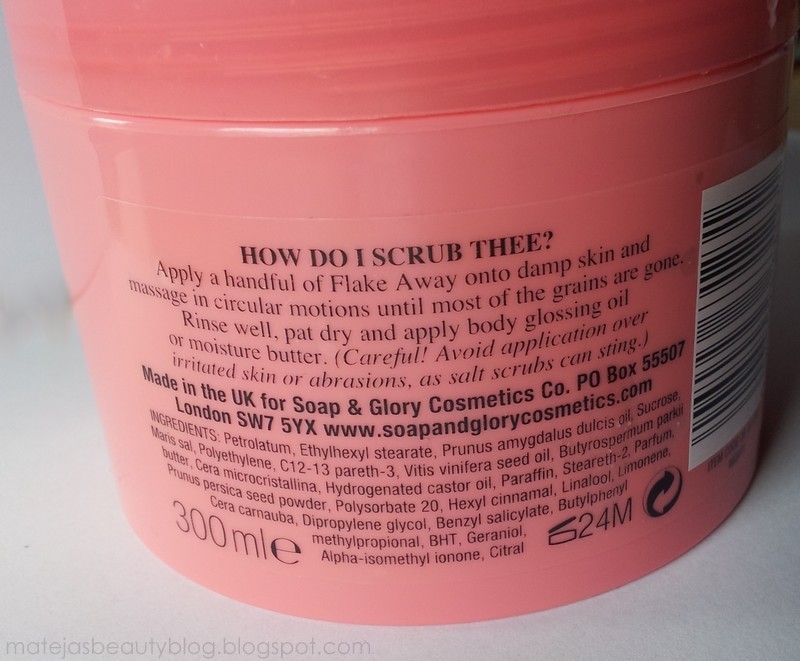 HOW DO I SCRUB THEE?
Apply a handful of Flake Away onto damp skin and
massage in circular motions until most of the grains are gone.
Rinse well, pat dry and apply body glossing oil
or moisture butter. (Careful! Avoid application over
irritated skin or abrasions, as salt scrubs can sting.)
Made in the UK for Soap & Glory Cosmetics Co. PO Box 55507
London SW7 5YX www.soapandglorycosmetics.com
INGREDIENTS: Petrolatum, Ethylhexyl stearate, Prunus amygdalus dulcis oil, Sucrose,
Maris sal, Polyethylene, C12-13 pareth-3, Vitis vinifera seed oil, Butyrospermum parkii
butter, Cera microcristallina, Hydrogenated castor oil, Paraffin, Steareth-2, Parfum,
Prunus persica seed powder, Polysorbate 20, Hexyl cinnamal, Linalool, Limonene,
Cera carnauba, Dipropylene glycol, Benzyl salicylate, Butylphenyl
methylpropional, BHT, Geraniol,
Alpha-isomethyl ionone, Citral
300ml e
24M
matejasbeautyblog.blogspot.com